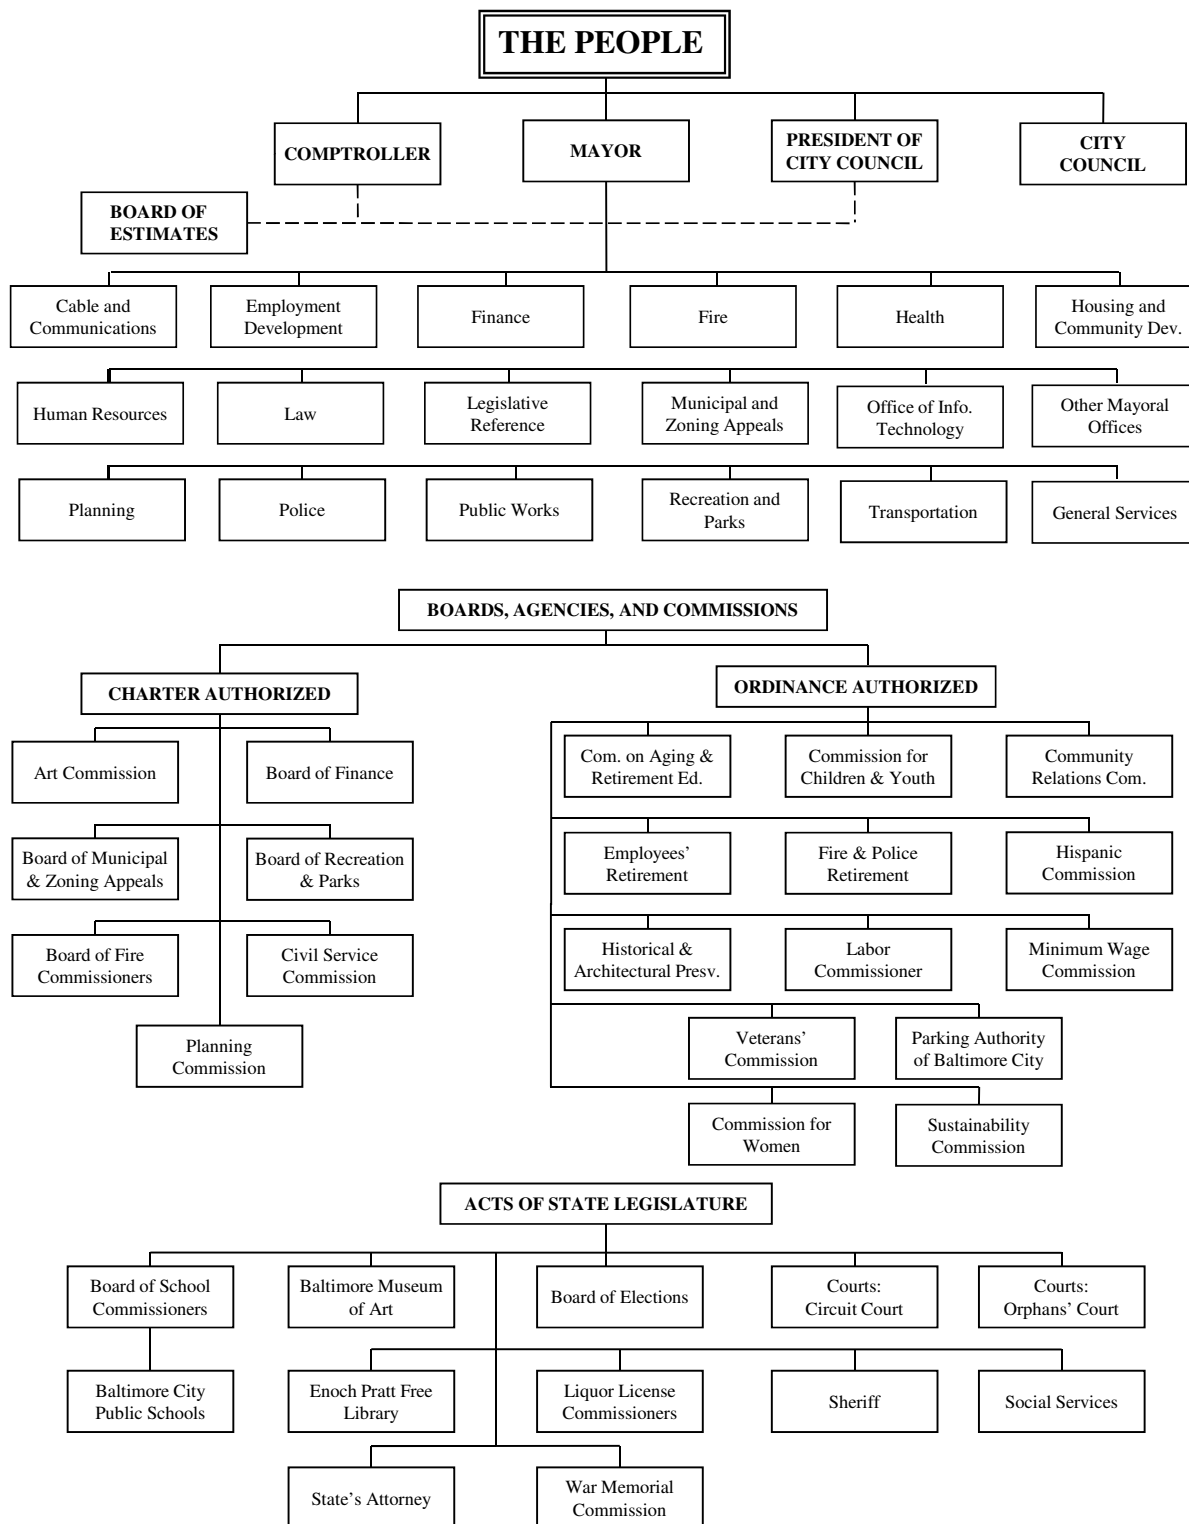 THE PEOPLE
COMPTROLLER
MAYOR
PRESIDENT OF
CITY COUNCIL
CITY
COUNCIL
BOARD OF
ESTIMATES
Cable and
Communications
Employment
Development
Finance
Fire
Health
Housing and
Community Dev.
Human Resources
Law
Legislative
Reference
Municipal and
Zoning Appeals
Office of Info.
Technology
Other Mayoral
Offices
Planning
Police
Public Works
Recreation and
Parks
Transportation
General Services
BOARDS, AGENCIES, AND COMMISSIONS
CHARTER AUTHORIZED
Art Commission
Board of Finance
Board of Municipal
& Zoning Appeals
Board of Recreation
& Parks
Board of Fire
Commissioners
Civil Service
Commission
Planning
Commission
ORDINANCE AUTHORIZED
Com. on Aging &
Retirement Ed.
Commission for
Children & Youth
Community
Relations Com.
Employees'
Retirement
Fire & Police
Retirement
Hispanic
Commission
Historical &
Architectural Presv.
Labor
Commissioner
Minimum Wage
Commission
Veterans'
Commission
Parking Authority
of Baltimore City
Commission for
Women
Sustainability
Commission
ACTS OF STATE LEGISLATURE
Board of School
Commissioners
Baltimore Museum
of Art
Board of Elections
Courts:
Circuit Court
Courts:
Orphans' Court
Baltimore City
Public Schools
Enoch Pratt Free
Library
Liquor License
Commissioners
Sheriff
Social Services
State's Attorney
War Memorial
Commission